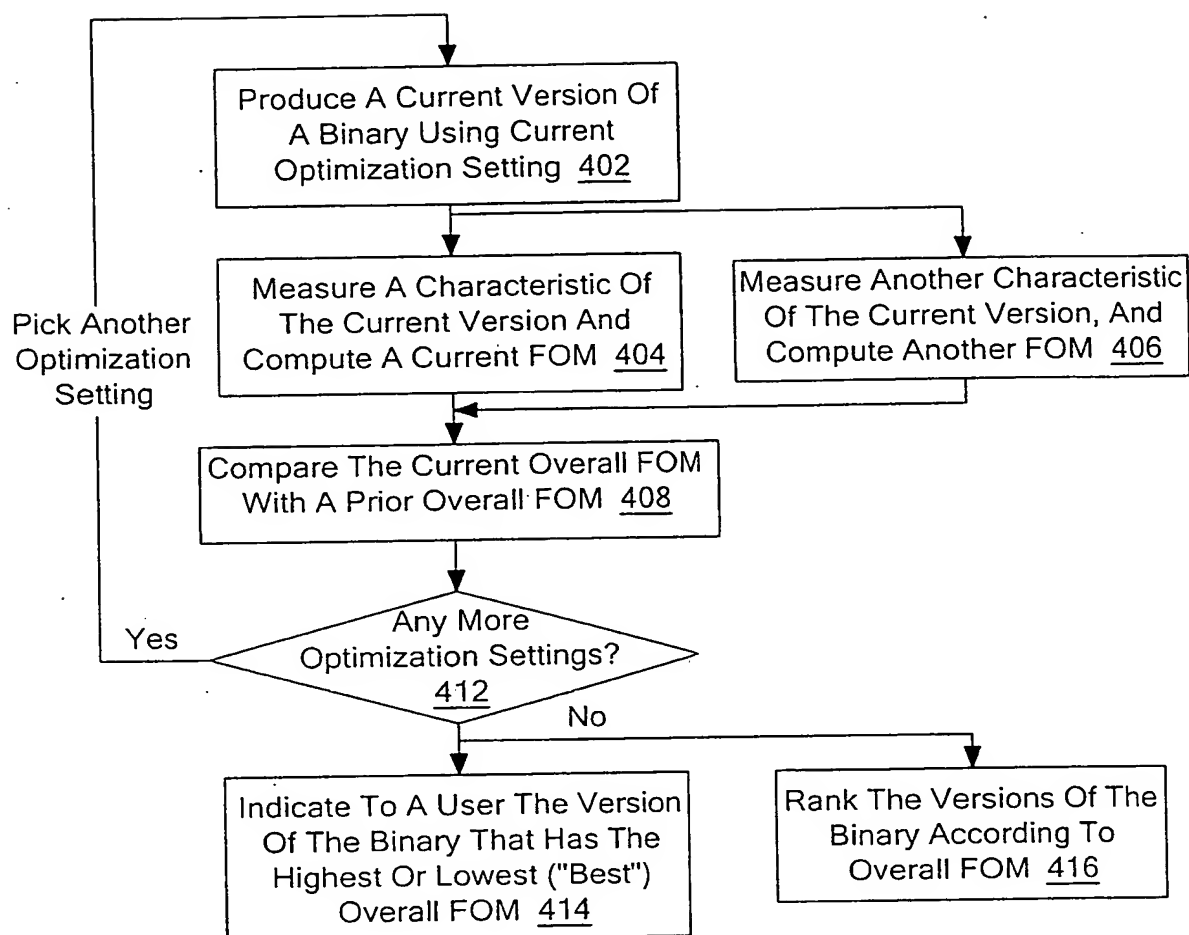 Produce A Current Version Of
A Binary Using Current
Optimization Setting 402
Measure A Characteristic Of
The Current Version And
Compute A Current FOM 404
Measure Another Characteristic
Of The Current Version, And
Compute Another FOM 406
Pick Another
Optimization
Setting
Compare The Current Overall FOM
With A Prior Overall FOM 408
Any More
Optimization Settings?
412
Yes
No
Indicate To A User The Version
Of The Binary That Has The
Highest Or Lowest ("Best")
Overall FOM 414
Rank The Versions Of The
Binary According To
Overall FOM 416